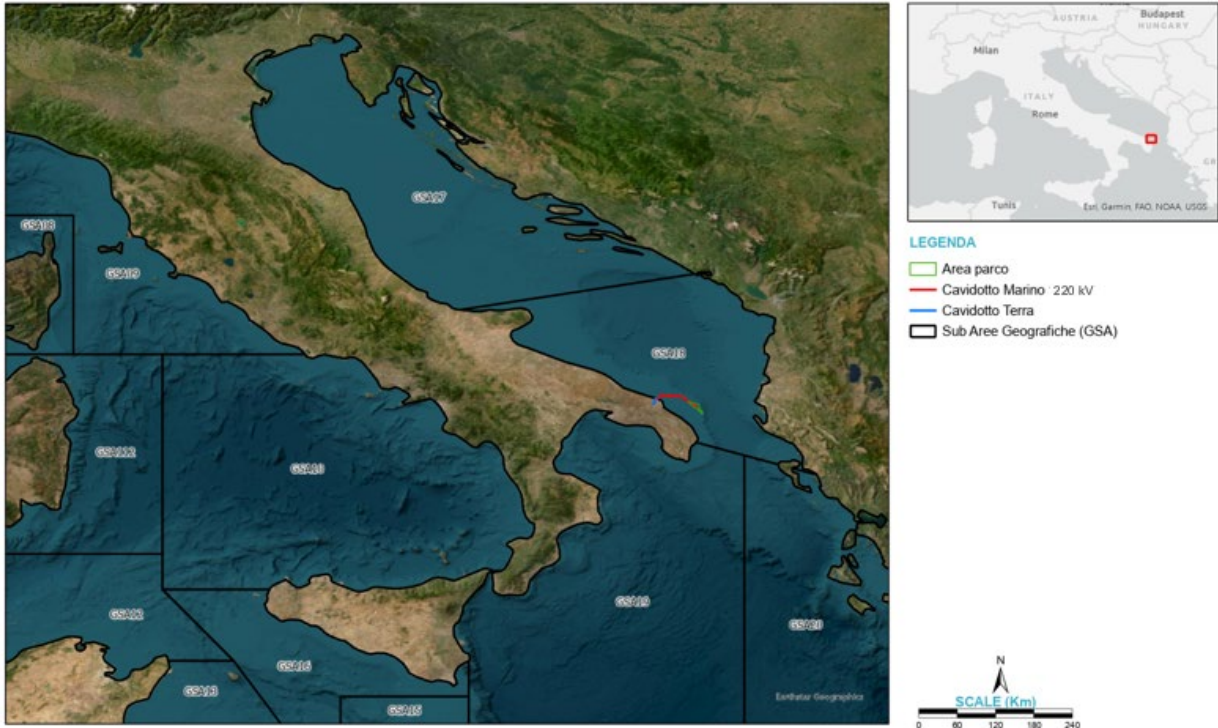 GSA17
GSA08
GSA09
GSA18
GSA112
GSA10
GSA19
GSA20
GSA12
GSA16
GSA13
GSA15
Earthstar Geographics
AUSTRIA
Budapest
HUNGARY
Milan
ITALY
Rome
GR
Tunis
Esri, Garmin, FAO, NOAA, USGS
LEGENDA
Area parco
Cavidotto Marino 220 kV
Cavidotto Terra
Sub Aree Geografiche (GSA)
N
SCALE (Km)
0 60 120 180 240